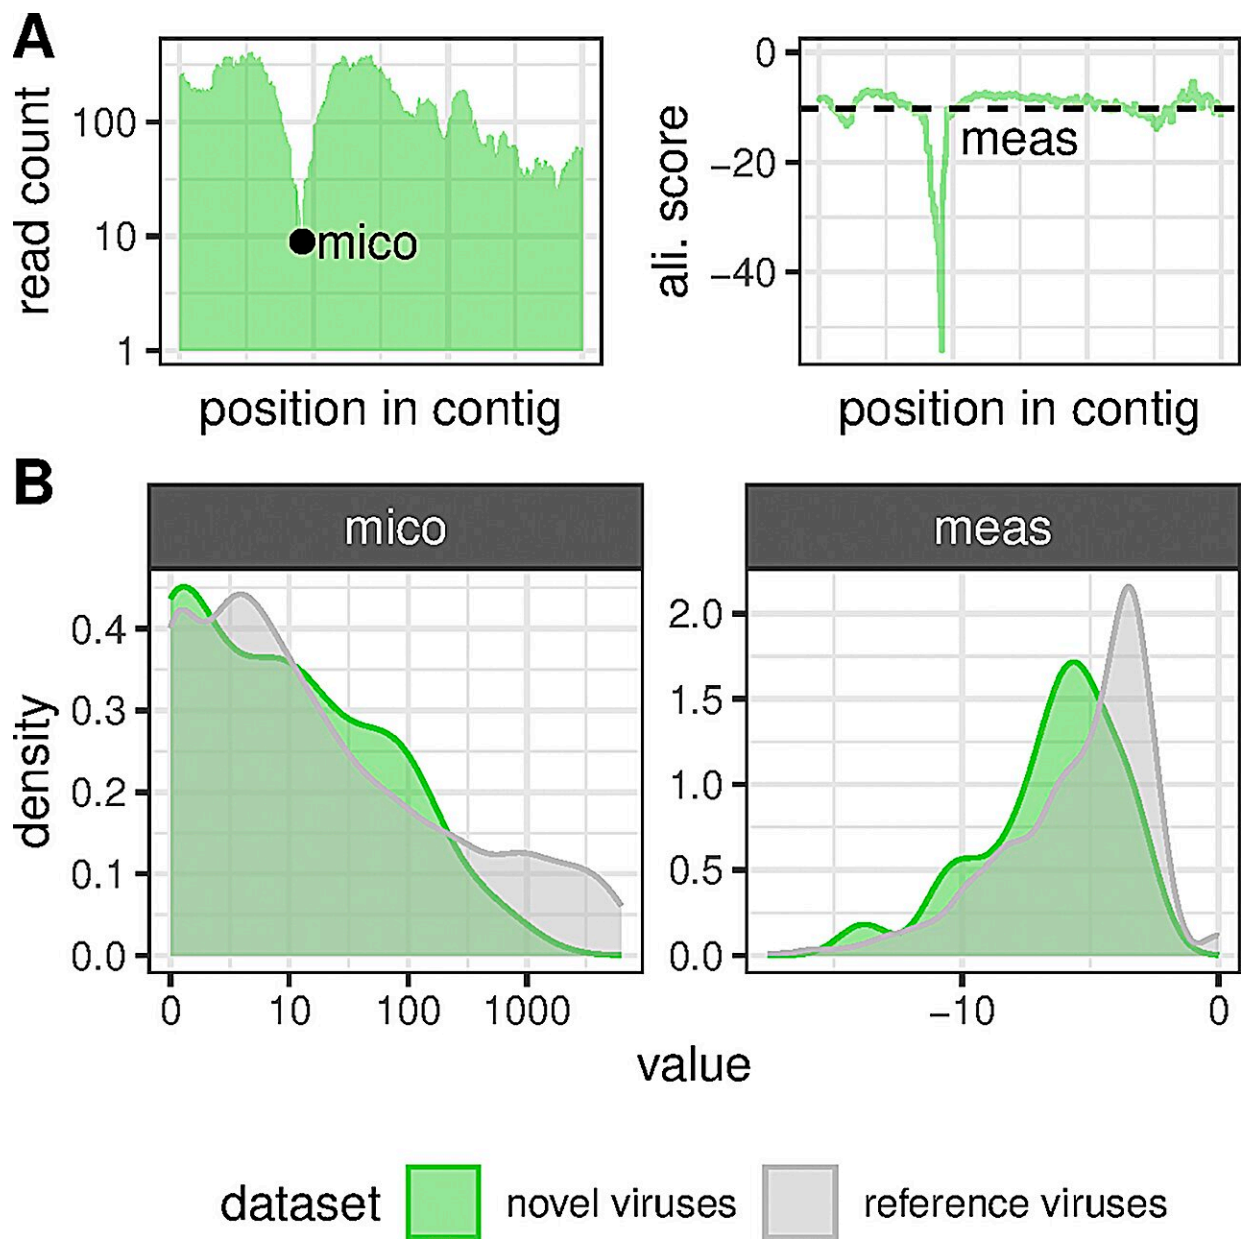 A
read count
100
10
1
mico
position in contig
ali. score
0
−20
−40
meas
position in contig
B
mico
meas
density
0.4
0.3
0.2
0.1
0.0
0
10
100
1000
2.0
1.5
1.0
0.5
0.0
−10
0
value
dataset novel viruses reference viruses